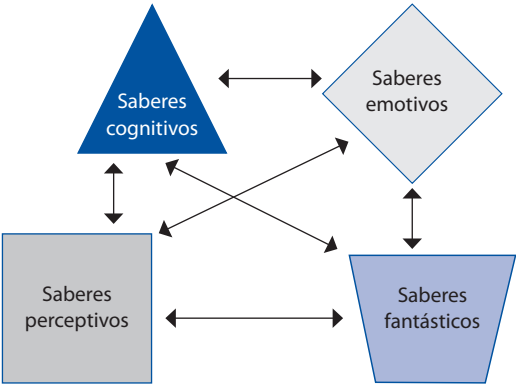 Saberes
cognitivos
Saberes
emotivos
Saberes
perceptivos
Saberes
fantásticos